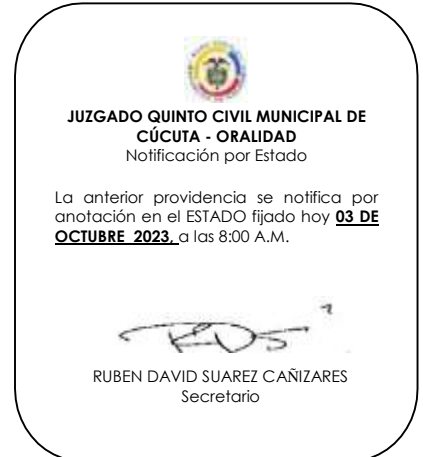 JUZGADO QUINTO CIVIL MUNICIPAL DE
CÚCUTA - ORALIDAD
Notificación por Estado
La anterior providencia se notifica por
anotación en el ESTADO fijado hoy 03 DE
OCTUBRE 2023, a las 8:00 A.M.
RUBEN DAVID SUAREZ CAÑIZARES
Secretario